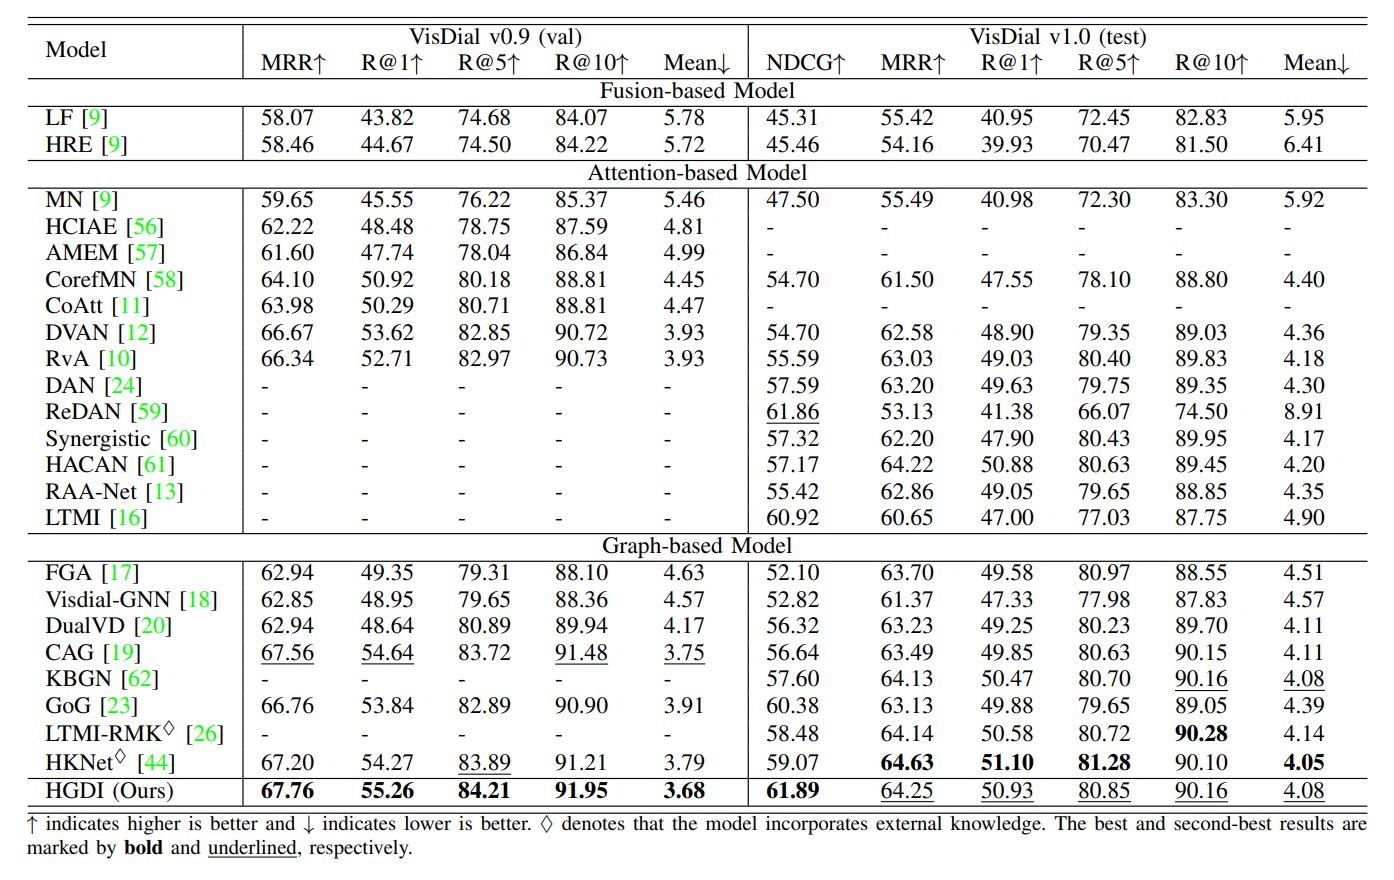 Model VisDial v0.9 (val) VisDial v1.0 (test)
MRR↑ R@1↑ R@5↑ R@10↑ Mean↓ NDCG↑ MRR↑ R@1↑ R@5↑ R@10↑ Mean↓
Fusion-based Model
LF [9] 58.07 43.82 74.68 84.07 5.78 45.31 55.42 40.95 72.45 82.83 5.95
HRE [9] 58.46 44.67 74.50 84.22 5.72 45.46 54.16 39.93 70.47 81.50 6.41
Attention-based Model
MN [9] 59.65 45.55 76.22 85.37 5.46 47.50 55.49 40.98 72.30 83.30 5.92
HCIAE [56] 62.22 48.48 78.75 87.59 4.81 - - - - - -
AMEM [57] 61.60 47.74 78.04 86.84 4.99 - - - - - -
CorefMN [58] 64.10 50.92 80.18 88.81 4.45 54.70 61.50 47.55 78.10 88.80 4.40
CoAtt [11] 63.98 50.29 80.71 88.81 4.47 - - - - - -
DVAN [12] 66.67 53.62 82.85 90.72 3.93 54.70 62.58 48.90 79.35 89.03 4.36
RvA [10] 66.34 52.71 82.97 90.73 3.93 55.59 63.03 49.03 80.40 89.83 4.18
DAN [24] - - - - - 57.59 63.20 49.63 79.75 89.35 4.30
ReDAN [59] - - - - - 61.86 53.13 41.38 66.07 74.50 8.91
Synergistic [60] - - - - - 57.32 62.20 47.90 80.43 89.95 4.17
HACAN [61] - - - - - 57.17 64.22 50.88 80.63 89.45 4.20
RAA-Net [13] - - - - - 55.42 62.86 49.05 79.65 88.85 4.35
LTMI [16] - - - - - 60.92 60.65 47.00 77.03 87.75 4.90
Graph-based Model
FGA [17] 62.94 49.35 79.31 88.10 4.63 52.10 63.70 49.58 80.97 88.55 4.51
Visdial-GNN [18] 62.85 48.95 79.65 88.36 4.57 52.82 61.37 47.33 77.98 87.83 4.57
DualVD [20] 62.94 48.64 80.89 89.94 4.17 56.32 63.23 49.25 80.23 89.70 4.11
CAG [19] 67.56 54.64 83.72 91.48 3.75 56.64 63.49 49.85 80.63 90.15 4.11
KBGN [62] - - - - - 57.60 64.13 50.47 80.70 90.16 4.08
GoG [23] 66.76 53.84 82.89 90.90 3.91 60.38 63.13 49.88 79.65 89.05 4.39
LTMI-RMK◇ [26] - - - - - 58.48 64.14 50.58 80.72 90.28 4.14
HKNet◇ [44] 67.20 54.27 83.89 91.21 3.79 59.07 64.63 51.10 81.28 90.10 4.05
HGDI (Ours) 67.76 55.26 84.21 91.95 3.68 61.89 64.25 50.93 80.85 90.16 4.08
↑ indicates higher is better and ↓ indicates lower is better. ◇ denotes that the model incorporates external knowledge. The best and second-best results are
marked by bold and underlined, respectively.